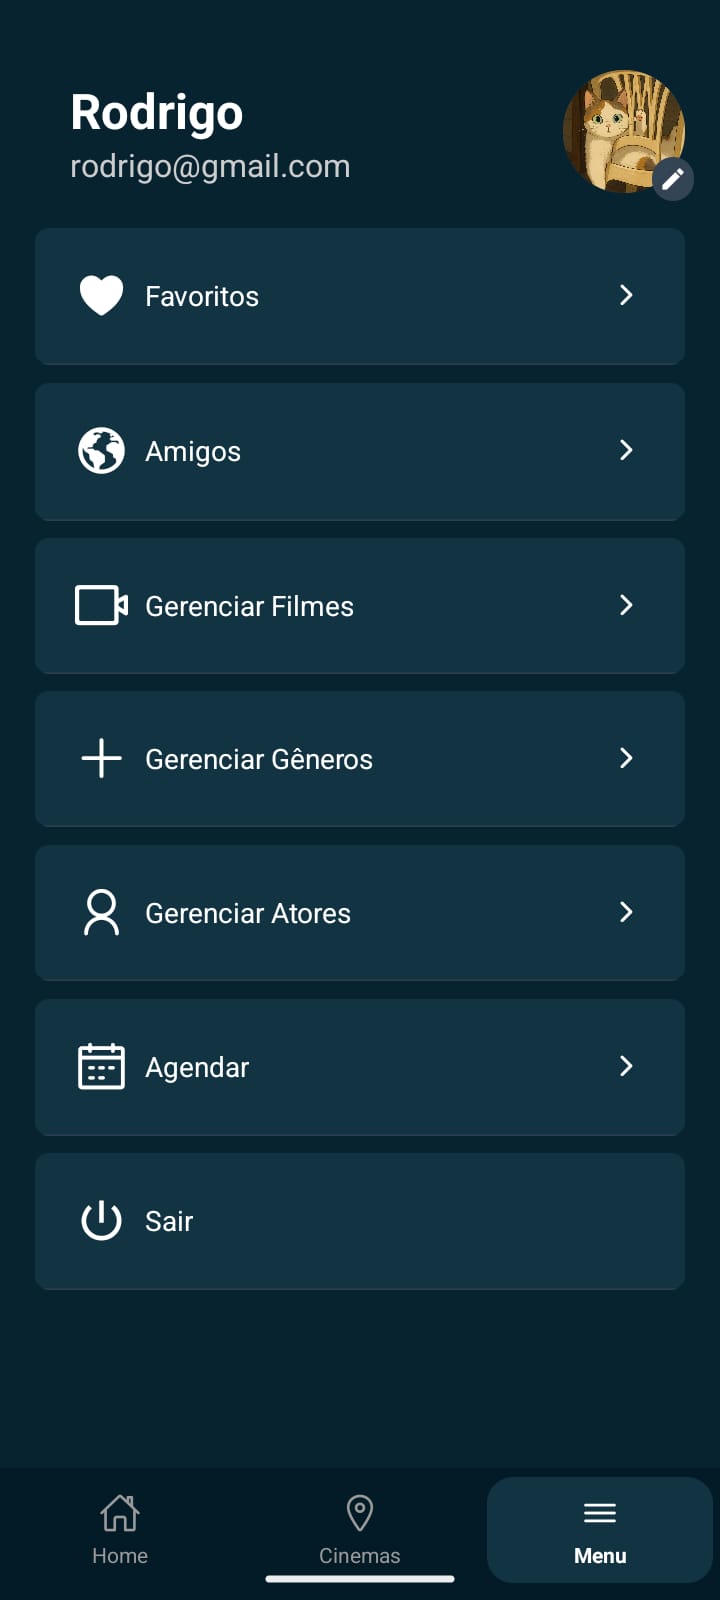 Rodrigo
rodrigo@gmail.com
Favoritos
Amigos
Gerenciar Filmes
Gerenciar Gêneros
Gerenciar Atores
Agendar
Sair
Home
Cinemas
Menu